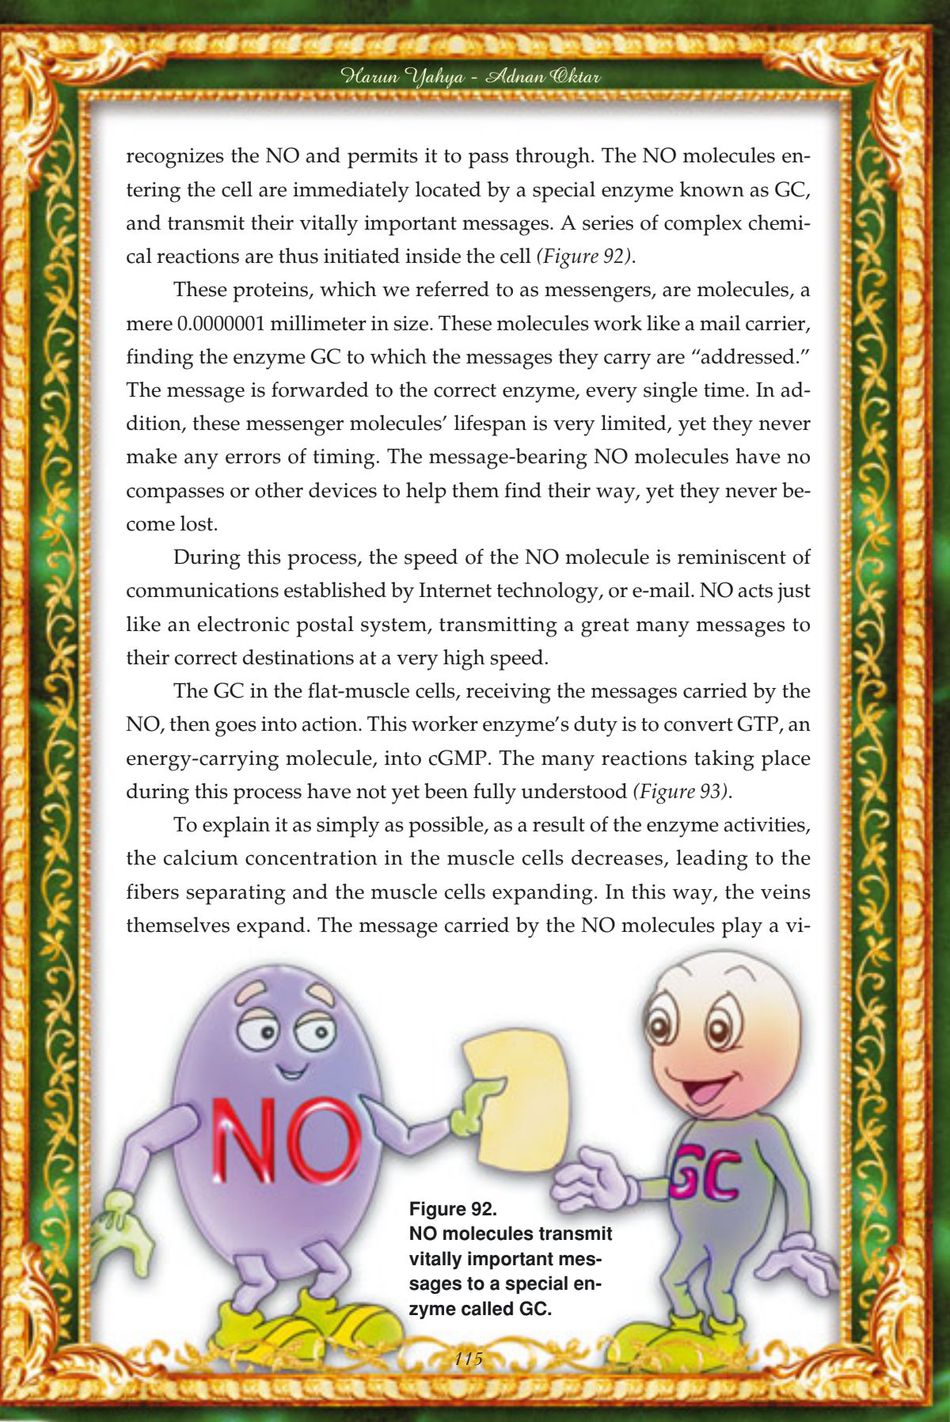 Harun Yahya - Adnan Oktar
recognizes the NO and permits it to pass through. The NO molecules en-
tering the cell are immediately located by a special enzyme known as GC,
and transmit their vitally important messages. A series of complex chemi-
cal reactions are thus initiated inside the cell (Figure 92).
These proteins, which we referred to as messengers, are molecules, a
mere 0.0000001 millimeter in size. These molecules work like a mail carrier,
finding the enzyme GC to which the messages they carry are “addressed.”
The message is forwarded to the correct enzyme, every single time. In ad-
dition, these messenger molecules’ lifespan is very limited, yet they never
make any errors of timing. The message-bearing NO molecules have no
compasses or other devices to help them find their way, yet they never be-
come lost.
During this process, the speed of the NO molecule is reminiscent of
communications established by Internet technology, or e-mail. NO acts just
like an electronic postal system, transmitting a great many messages to
their correct destinations at a very high speed.
The GC in the flat-muscle cells, receiving the messages carried by the
NO, then goes into action. This worker enzyme’s duty is to convert GTP, an
energy-carrying molecule, into cGMP. The many reactions taking place
during this process have not yet been fully understood (Figure 93).
To explain it as simply as possible, as a result of the enzyme activities,
the calcium concentration in the muscle cells decreases, leading to the
fibers separating and the muscle cells expanding. In this way, the veins
themselves expand. The message carried by the NO molecules play a vi-
NO
GC
Figure 92.
NO molecules transmit
vitally important mes-
sages to a special en-
zyme called GC.
115